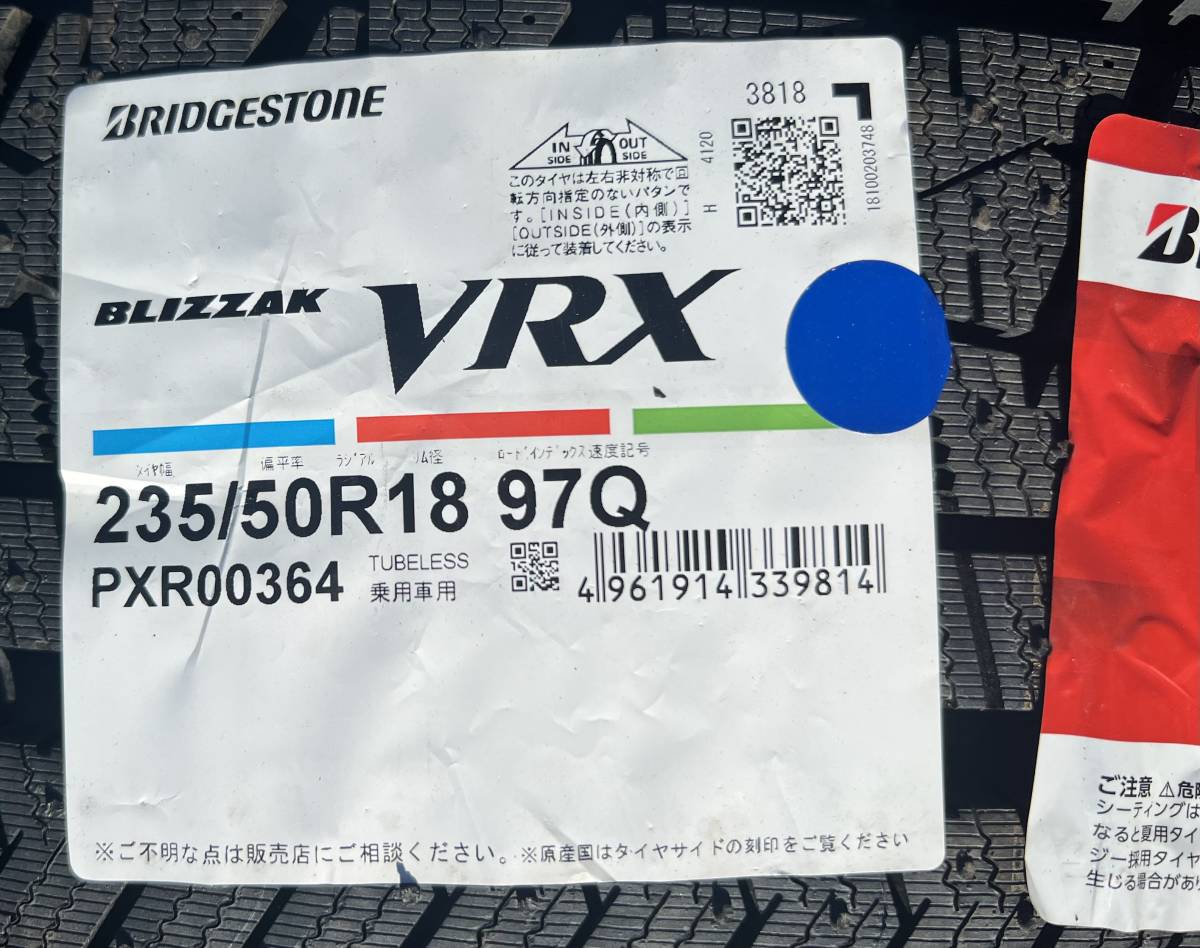 BRIDGESTONE
3818
H 4120
18100203748
IN SIDE OUT SIDE
このタイヤは左右非対称で回
転方向指定のないパタンで
す。[INSIDE(内側)]
[OUTSIDE(外側)]の表示
に従って装着してください。
BLIZZAK VRX
タイヤ幅 偏平率 ラジアル リム径 ロードインデックス 速度記号
235/50R18 97Q
PXR00364
TUBELESS
乗用車用
4961914339814
※ご不明な点は販売店にご相談ください。※原産国はタイヤサイドの刻印をご覧ください
ご注意 ⚠危
シーティングは
なると夏用タイ
ジー採用タイヤ
生じる場合があ